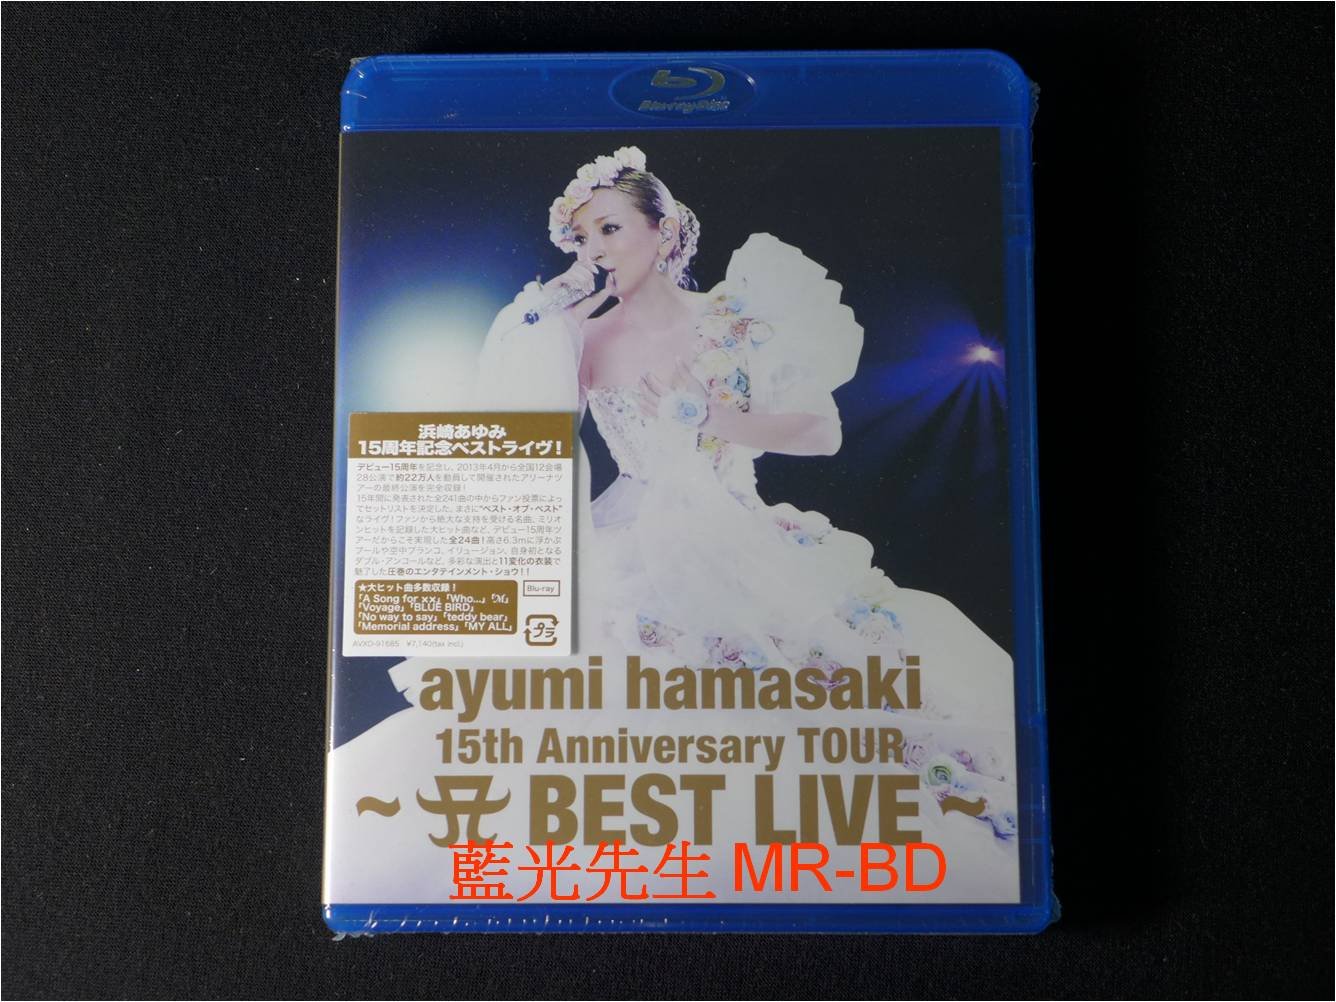 Blu-ray Disc
浜崎あゆみ
15周年記念ベストライヴ!
デビュー15周年を記念し、2013年4月から全国12会場
28公演で約22万人を動員して開催されたアリーナツ
アーの最終公演を完全収録!
15年間に発表された全241曲の中からファン投票によっ
てセットリストを決定した、まさに"ベスト・オブ・ベスト"
なライヴ!ファンから絶大な支持を受ける名曲、ミリオ
ンヒットを記録した大ヒット曲など、デビュー15周年ツ
アーだからこそ実現した全24曲!高さ6.3mに浮かぶ
プールや空中ブランコ、イリュージョン、自身初となる
ダブル・アンコールなど、多彩な演出と11変化の衣装で
魅了した圧巻のエンタテインメント・ショウ!!
★大ヒット曲多数収録!
「A Song for ××」「Who...」「M」
「Voyage」「BLUE BIRD」
「No way to say」「teddy bear」
「Memorial address」「MY ALL」
Blu-ray
プラ
AVXD-91685 ¥7,140(tax incl.)
ayumi hamasaki
15th Anniversary TOUR
~A BEST LIVE~
藍光先生 MR-BD